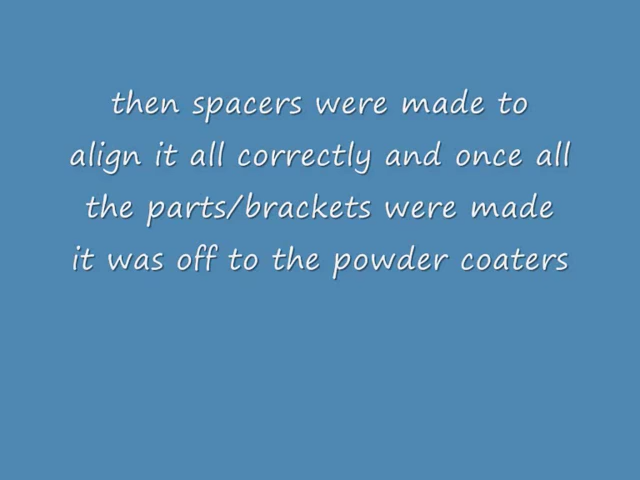 then spacers were made to
align it all correctly and once all
the parts/brackets were made
it was off to the powder coaters